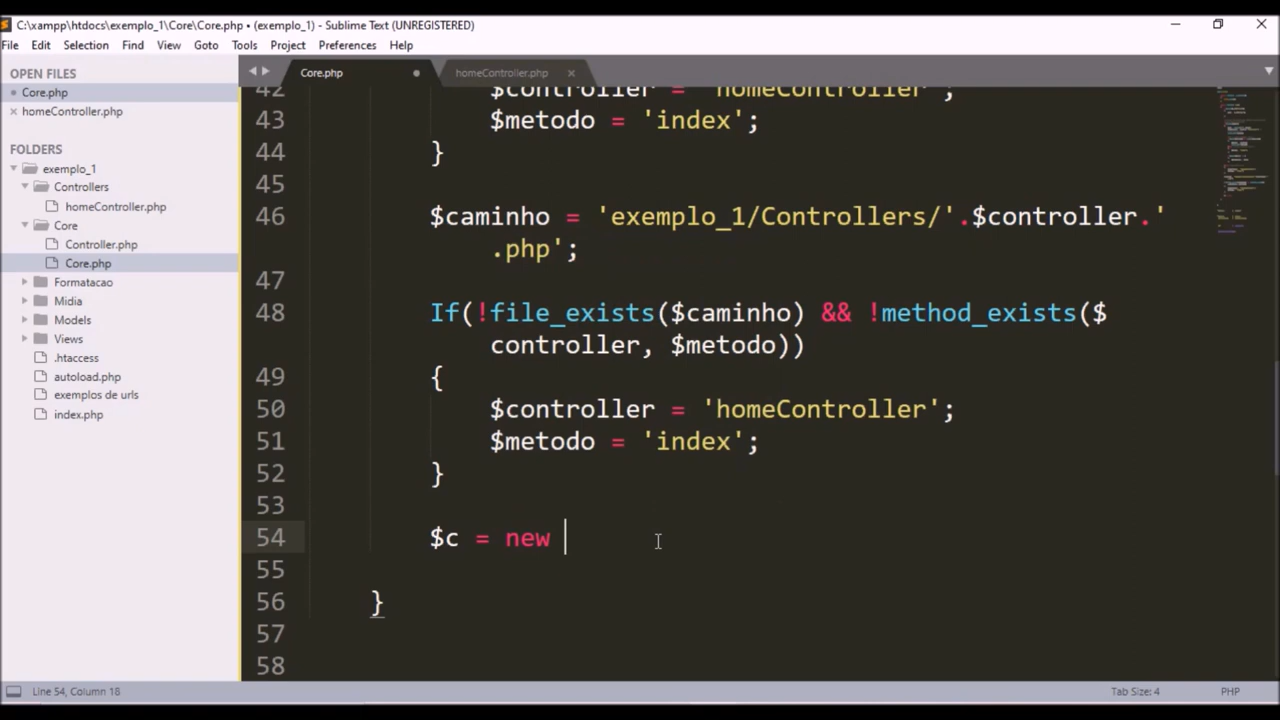 C:\xampp\htdocs\exemplo_1\Core\Core.php • (exemplo_1) - Sublime Text (UNREGISTERED)
File Edit Selection Find View Goto Tools Project Preferences Help
OPEN FILES
Core.php
homeController.php
FOLDERS
exemplo_1
Controllers
homeController.php
Core
Controller.php
Core.php
Formatacao
Midia
Models
Views
.htaccess
autoload.php
exemplos de urls
index.php
Core.php homeController.php
42 $controller = 'homeController';
43 $metodo = 'index';
44 }
45
46 $caminho = 'exemplo_1/Controllers/'.$controller.'
.php';
47
48 If(!file_exists($caminho) && !method_exists($
controller, $metodo))
49 {
50 $controller = 'homeController';
51 $metodo = 'index';
52 }
53
54 $c = new
55
56 }
57
58
Line 54, Column 18
Tab Size: 4 PHP